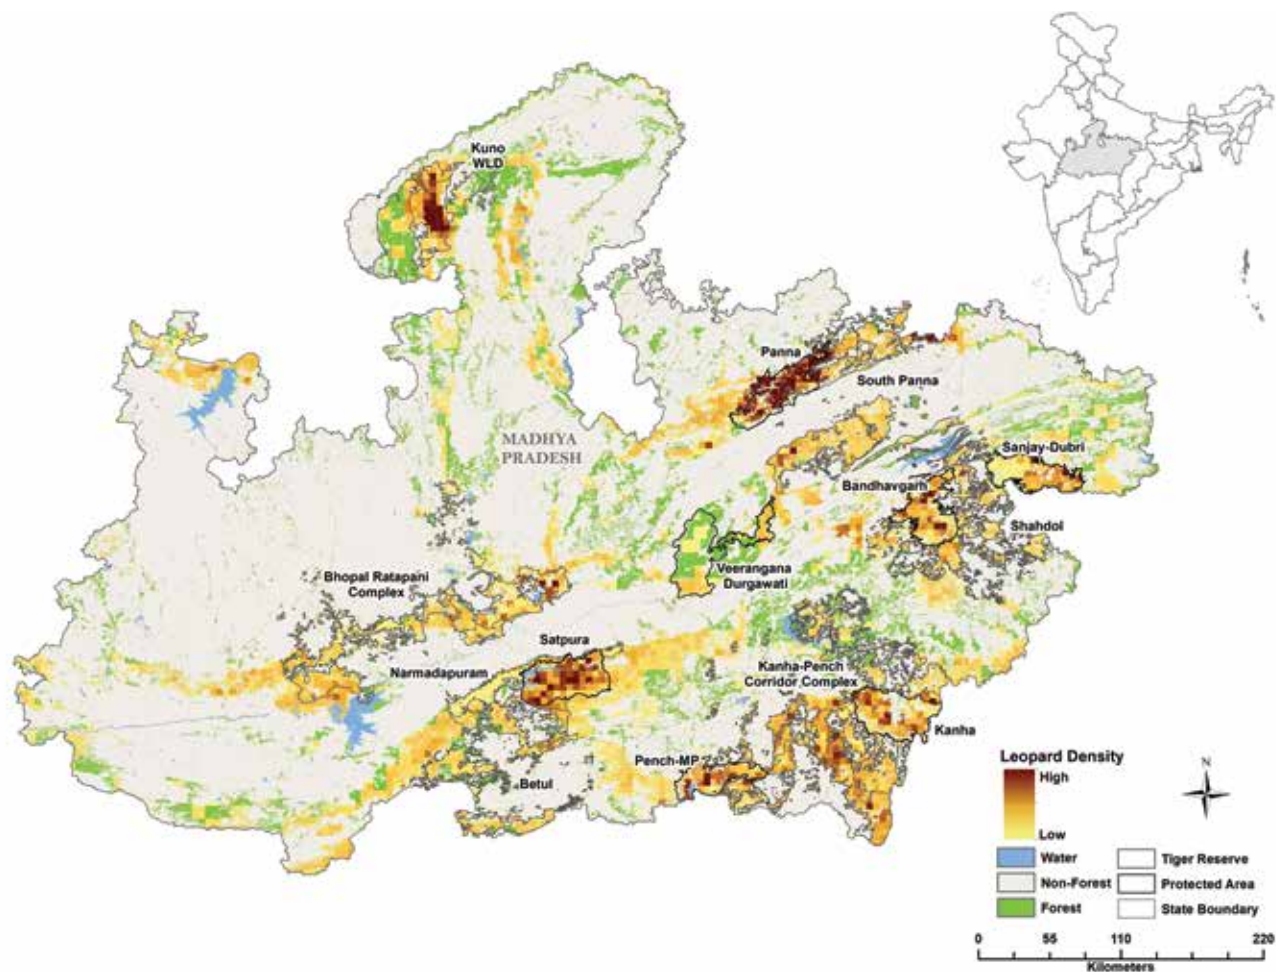 Kuno
WLD
Panna
South Panna
MADHYA
PRADESH
Sanjay-Dubri
Bandhavgarh
Shahdol
Veerangana
Durgawati
Bhopal Ratapani
Complex
Satpura
Narmadapuram
Kanha-Pench
Corridor Complex
Kanha
Pench-MP
Betul
Leopard Density
High
Low
Water
Non-Forest
Forest
Tiger Reserve
Protected Area
State Boundary
N
0 55 110 220
Kilometers